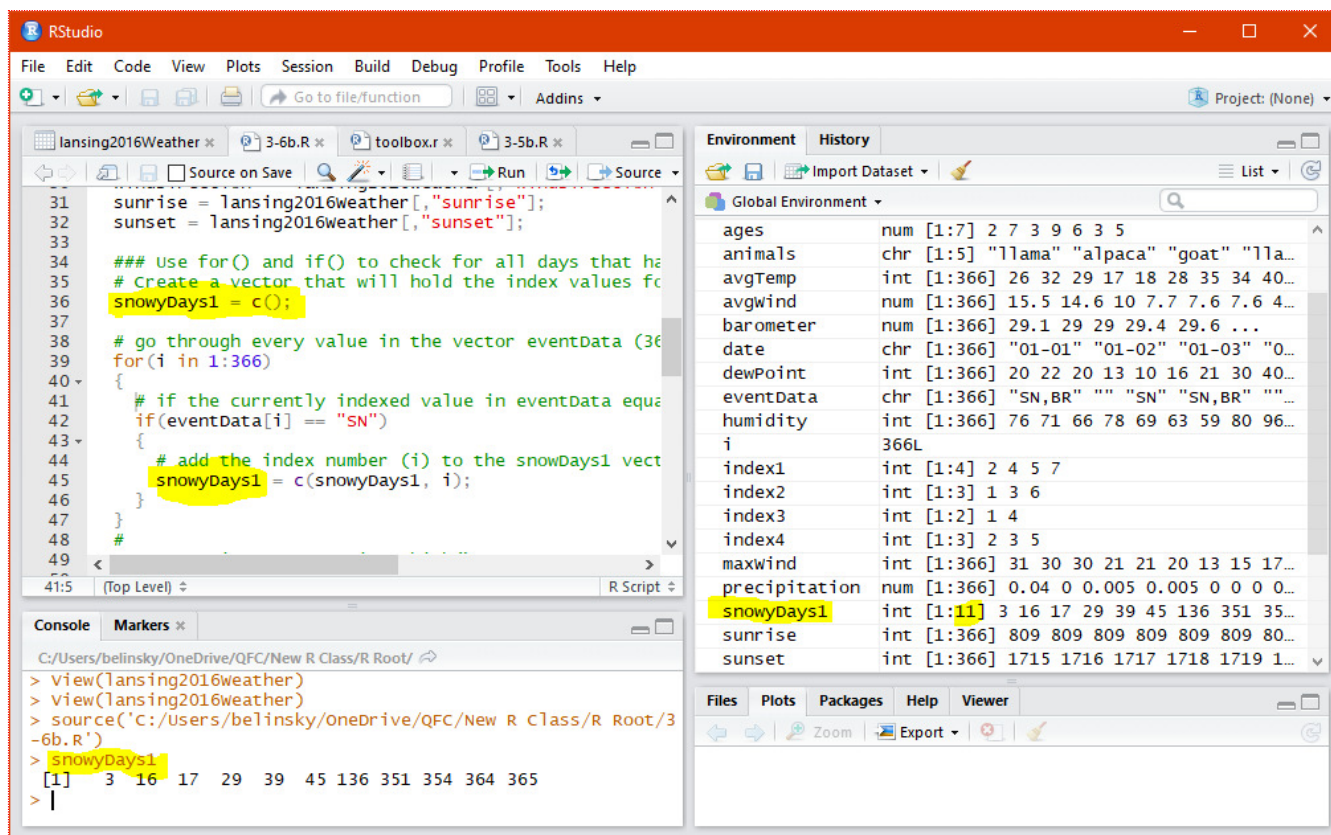 RStudio
File Edit Code View Plots Session Build Debug Profile Tools Help
Go to file/function Addins Project: (None)
lansing2016Weather 3-6b.R toolbox.r 3-5b.R
Source on Save Run Source
31 sunrise = lansing2016Weather[,"sunrise"];
32 sunset = lansing2016Weather[,"sunset"];
33
34 ### Use for() and if() to check for all days that ha
35 # Create a vector that will hold the index values fo
36 snowyDays1 = c();
37
38 # go through every value in the vector eventData (36
39 for(i in 1:366)
40 {
41 # if the currently indexed value in eventData equa
42 if(eventData[i] == "SN")
43 {
44 # add the index number (i) to the snowDays1 vect
45 snowyDays1 = c(snowyDays1, i);
46 }
47 }
48 #
49
41:5 (Top Level) R Script
Console Markers
C:/Users/belinsky/OneDrive/QFC/New R Class/R Root/
> View(lansing2016Weather)
> View(lansing2016Weather)
> source('C:/Users/belinsky/OneDrive/QFC/New R Class/R Root/3
-6b.R')
> snowyDays1
[1] 3 16 17 29 39 45 136 351 354 364 365
>
Environment History
Import Dataset List
Global Environment
ages num [1:7] 2 7 3 9 6 3 5
animals chr [1:5] "llama" "alpaca" "goat" "lla…
avgTemp int [1:366] 26 32 29 17 18 28 35 34 40…
avgWind num [1:366] 15.5 14.6 10 7.7 7.6 7.6 4…
barometer num [1:366] 29.1 29 29 29.4 29.6 ...
date chr [1:366] "01-01" "01-02" "01-03" "0…
dewPoint int [1:366] 20 22 20 13 10 16 21 30 40…
eventData chr [1:366] "SN,BR" "" "SN" "SN,BR" ""…
humidity int [1:366] 76 71 66 78 69 63 59 80 96…
i 366L
index1 int [1:4] 2 4 5 7
index2 int [1:3] 1 3 6
index3 int [1:2] 1 4
index4 int [1:3] 2 3 5
maxWind int [1:366] 31 30 30 21 21 20 13 15 17…
precipitation num [1:366] 0.04 0 0.005 0.005 0 0 0 0…
snowyDays1 int [1:11] 3 16 17 29 39 45 136 351 35…
sunrise int [1:366] 809 809 809 809 809 809 80…
sunset int [1:366] 1715 1716 1717 1718 1719 1…
Files Plots Packages Help Viewer
Zoom Export